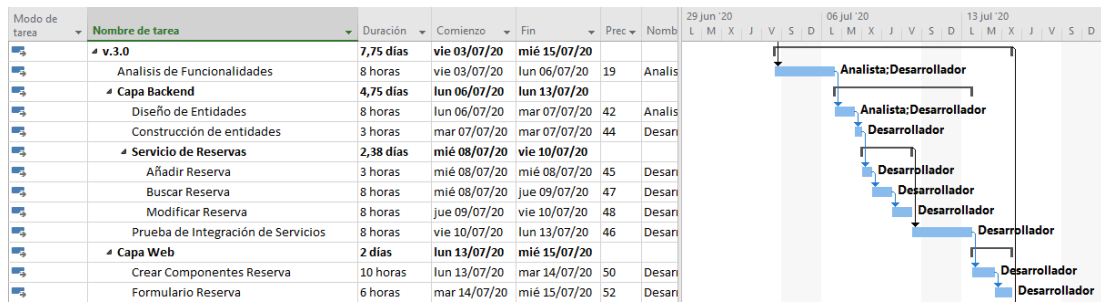 Modo de tarea Nombre de tarea Duración Comienzo Fin Prec Nomb 29 jun '20 06 jul '20 13 jul '20
L M X J V S D L M X J V S D L M X J V S D
v.3.0 7,75 días vie 03/07/20 mié 15/07/20
Analisis de Funcionalidades 8 horas vie 03/07/20 lun 06/07/20 19 Analis Analista;Desarrollador
Capa Backend 4,75 días lun 06/07/20 lun 13/07/20
Diseño de Entidades 8 horas lun 06/07/20 mar 07/07/20 42 Analis Analista;Desarrollador
Construcción de entidades 3 horas mar 07/07/20 mar 07/07/20 44 Desarr Desarrollador
Servicio de Reservas 2,38 días mié 08/07/20 vie 10/07/20
Añadir Reserva 3 horas mié 08/07/20 mié 08/07/20 45 Desarr Desarrollador
Buscar Reserva 8 horas mié 08/07/20 jue 09/07/20 47 Desarr Desarrollador
Modificar Reserva 8 horas jue 09/07/20 vie 10/07/20 48 Desarr Desarrollador
Prueba de Integración de Servicios 8 horas vie 10/07/20 lun 13/07/20 46 Desarr Desarrollador
Capa Web 2 días lun 13/07/20 mié 15/07/20
Crear Componentes Reserva 10 horas lun 13/07/20 mar 14/07/20 50 Desarr Desarrollador
Formulario Reserva 6 horas mar 14/07/20 mié 15/07/20 52 Desarr Desarrollador